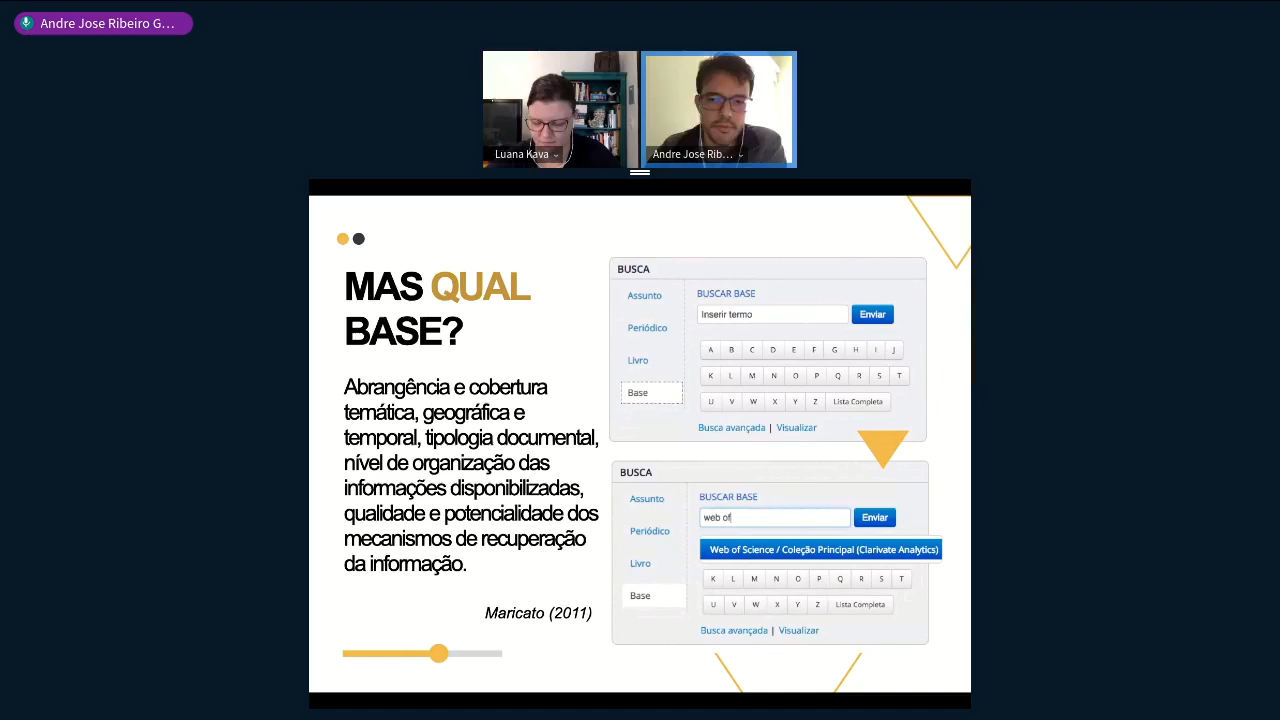 Andre Jose Ribeiro G...
Luana Kava
Andre Jose Rib...
MAS QUAL
BASE?
Abrangência e cobertura
temática, geográfica e
temporal, tipologia documental,
nível de organização das
informações disponibilizadas,
qualidade e potencialidade dos
mecanismos de recuperação
da informação.
Maricato (2011)
BUSCA
Assunto
Periódico
Livro
Base
BUSCAR BASE
Inserir termo
Enviar
A B C D E F G H I J
K L M N O P Q R S T
U V W X Y Z Lista Completa
Busca avançada | Visualizar
BUSCA
Assunto
Periódico
Livro
Base
BUSCAR BASE
web of
Enviar
Web of Science / Coleção Principal (Clarivate Analytics)
K L M N O P Q R S T
U V W X Y Z Lista Completa
Busca avançada | Visualizar